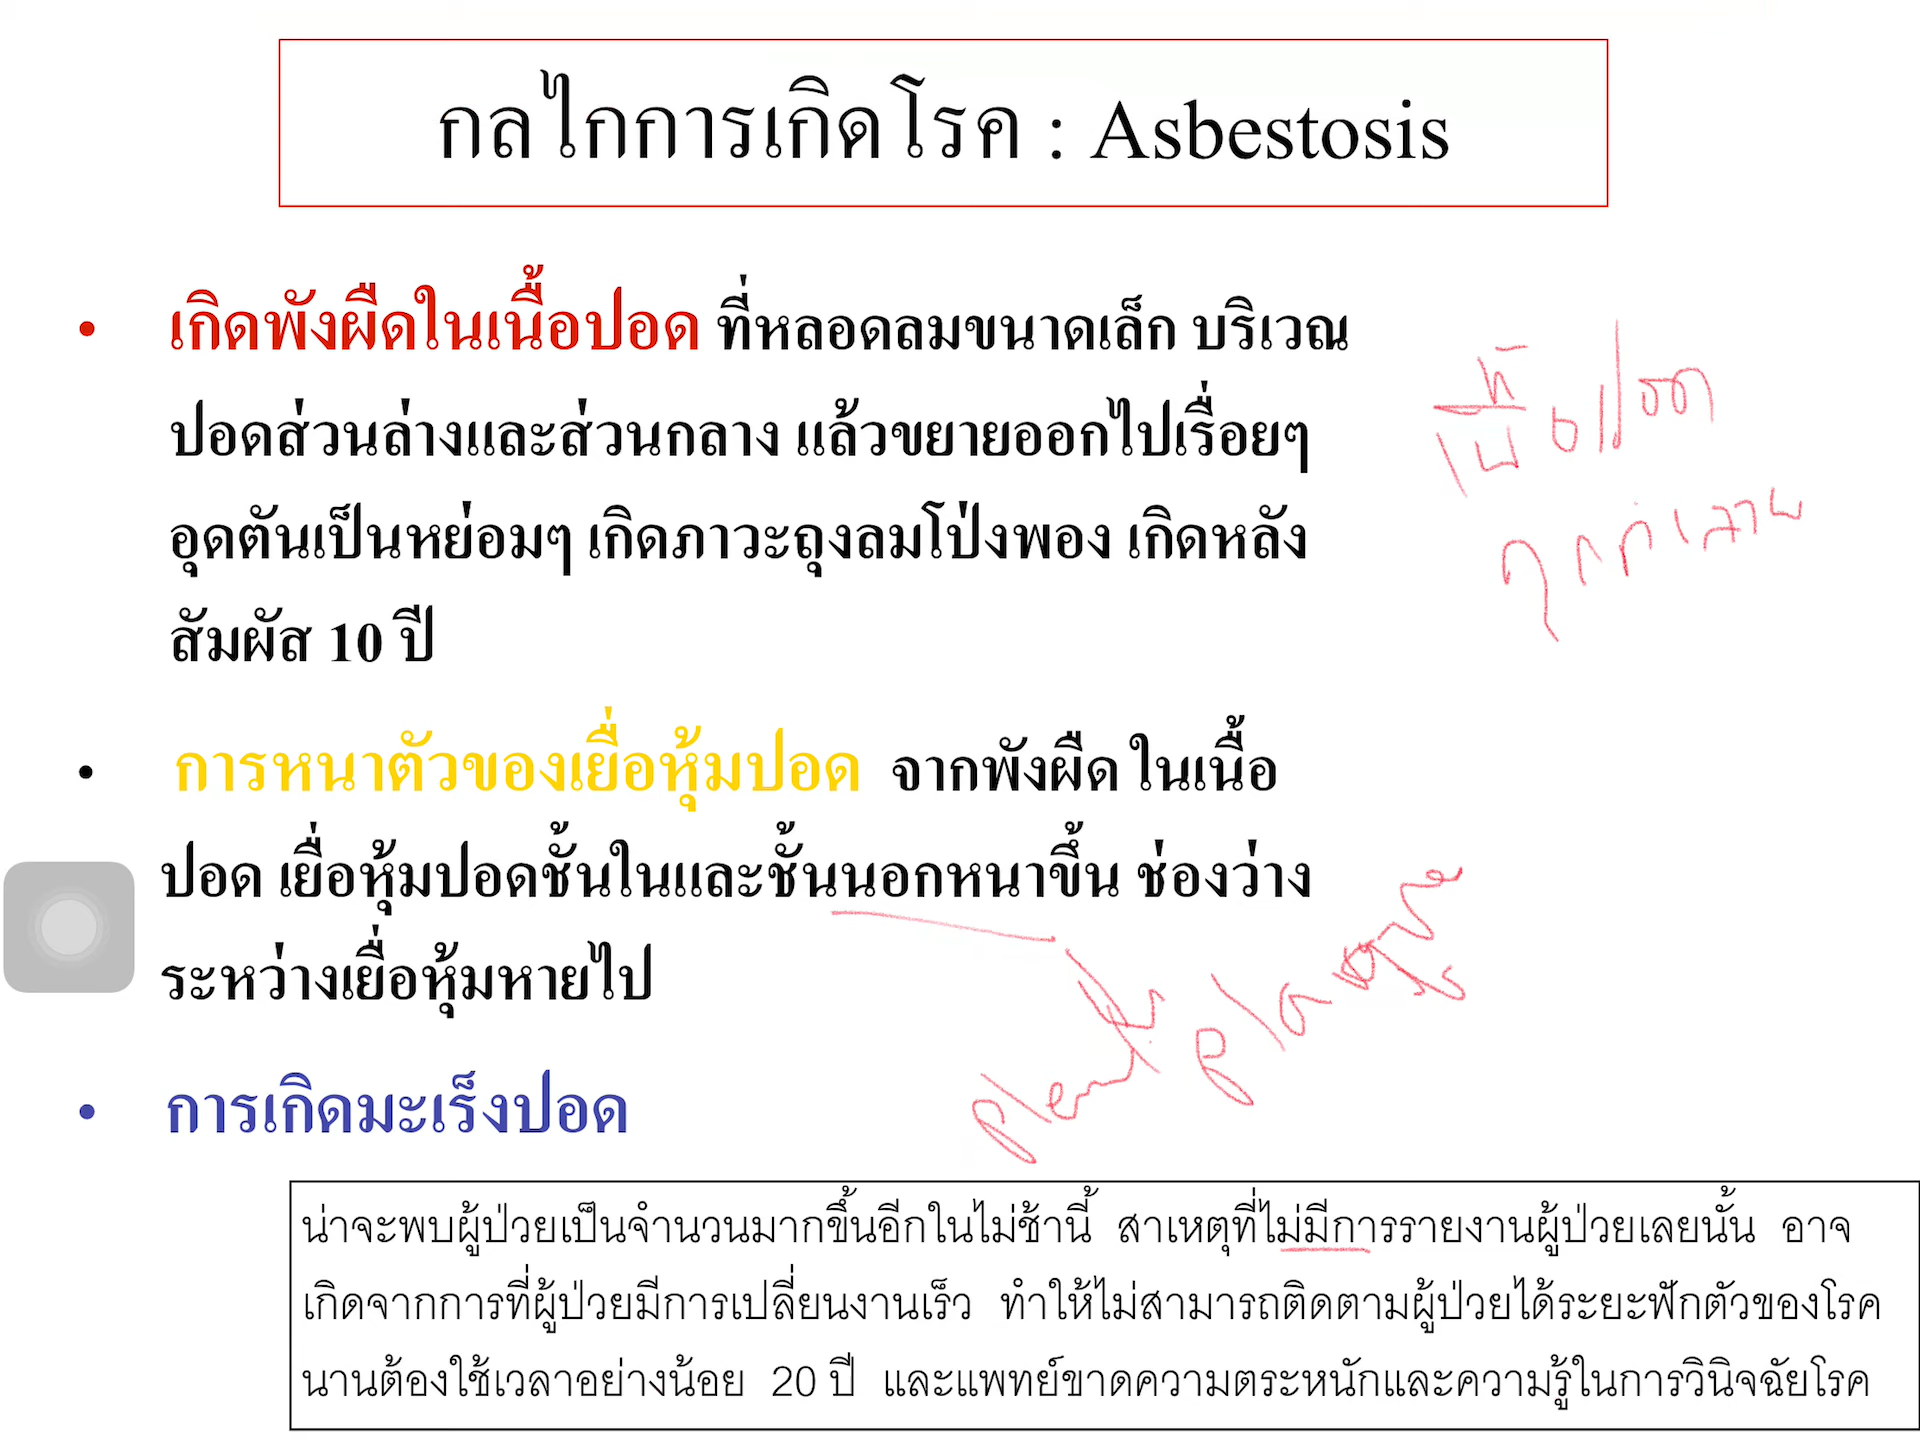 กลไกการเกิดโรค : Asbestosis
• เกิดพังผืดในเนื้อปอด ที่หลอดลมขนาดเล็ก บริเวณ
ปอดส่วนล่างและส่วนกลาง แล้วขยายออกไปเรื่อยๆ
อุดตันเป็นหย่อมๆ เกิดภาวะถุงลมโป่งพอง เกิดหลัง
สัมผัส 10 ปี
เนื้อปอด
ถูกทำลาย
• การหนาตัวของเยื่อหุ้มปอด จากพังผืด ในเนื้อ
ปอด เยื่อหุ้มปอดชั้นในและชั้นนอกหนาขึ้น ช่องว่าง
ระหว่างเยื่อหุ้มหายไป
• การเกิดมะเร็งปอด
น่าจะพบผู้ป่วยเป็นจำนวนมากขึ้นอีกในไม่ช้านี้ สาเหตุที่ไม่มีการรายงานผู้ป่วยเลยนั้น อาจ
เกิดจากการที่ผู้ป่วยมีการเปลี่ยนงานเร็ว ทำให้ไม่สามารถติดตามผู้ป่วยได้ระยะฟักตัวของโรค
นานต้องใช้เวลาอย่างน้อย 20 ปี และแพทย์ขาดความตระหนักและความรู้ในการวินิจฉัยโรค